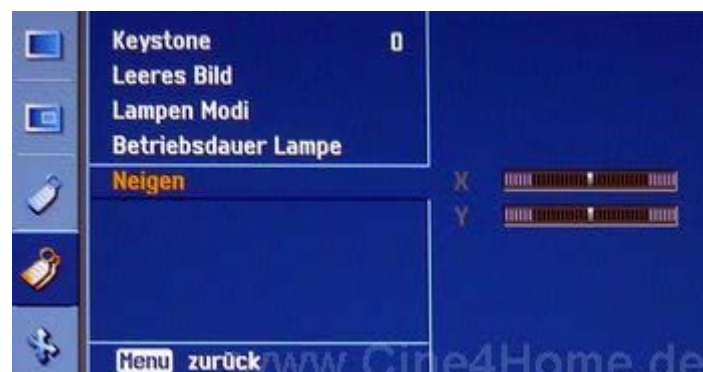 Keystone 0
Leeres Bild
Lampen Modi
Betriebsdauer Lampe
Neigen X
Y
Menu zurück
www.Cine4Home.de